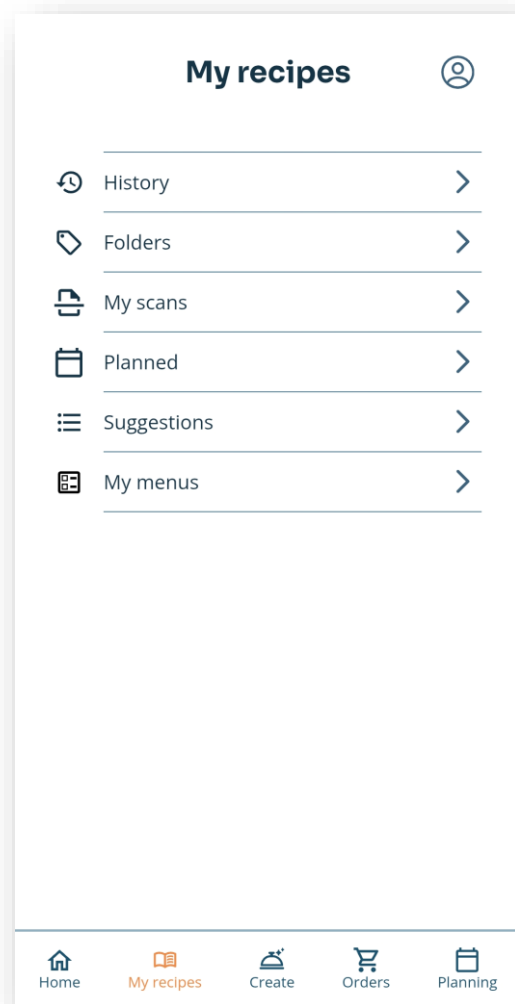 My recipes
History
Folders
My scans
Planned
Suggestions
My menus
Home My recipes Create Orders Planning